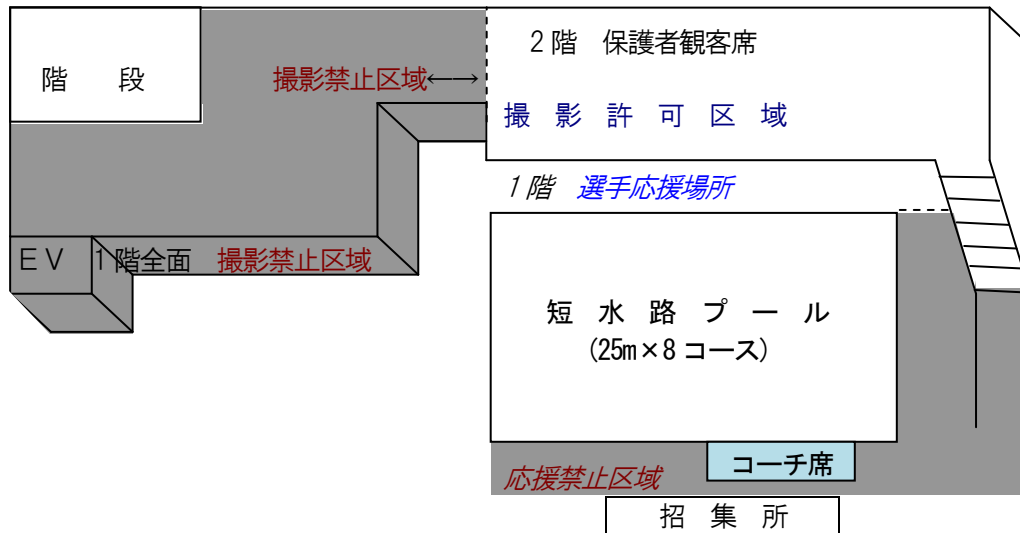 階　段
撮影禁止区域←→
2階　保護者観客席
撮　影　許　可　区　域
1階　選手応援場所
EV　1階全面　撮影禁止区域
短　水　路　プ　ー　ル
(25m×8コース)
応援禁止区域
コーチ席
招　集　所